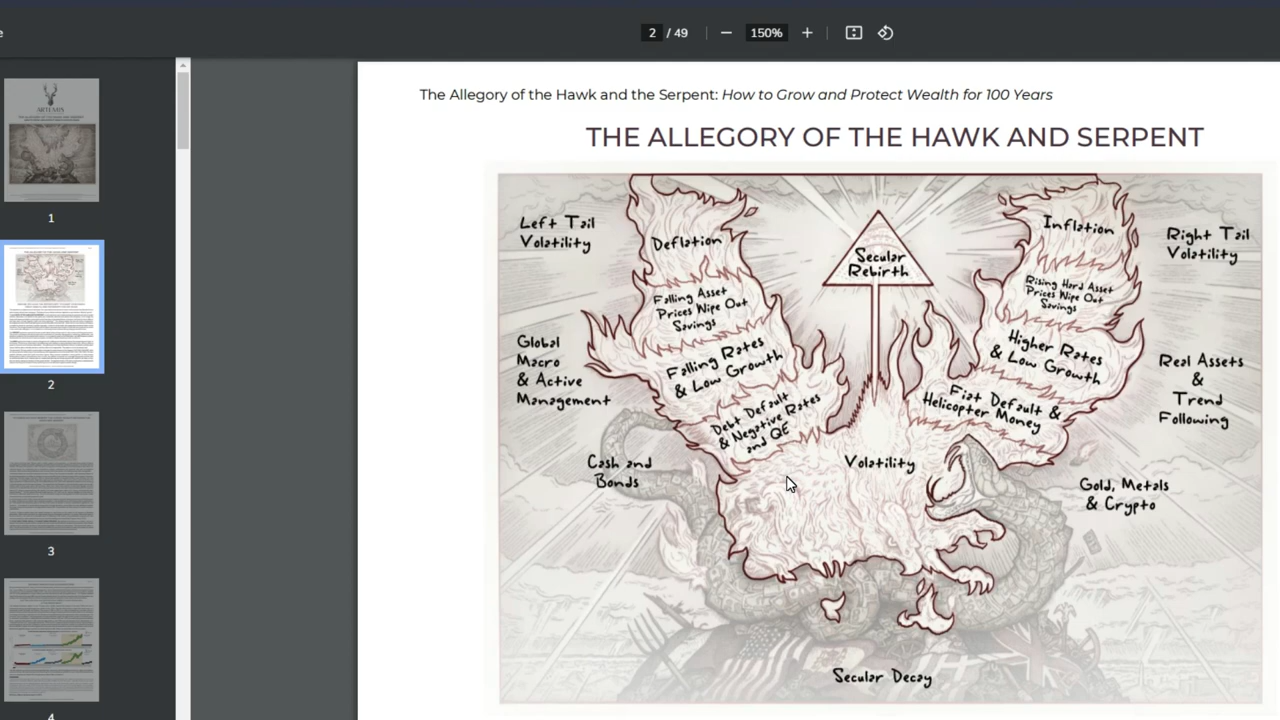 e
2 / 49
150%
ARTEMIS
1
2
3
4
The Allegory of the Hawk and the Serpent: How to Grow and Protect Wealth for 100 Years
THE ALLEGORY OF THE HAWK AND SERPENT
Left Tail
Volatility
Deflation
Falling Asset
Prices Wipe Out
Savings
Falling Rates
& Low Growth
Debt Default
& Negative Rates
and QE
Global
Macro
& Active
Management
Cash and
Bonds
Secular
Rebirth
Volatility
Inflation
Rising Hard Asset
Prices Wipe Out
Savings
Higher Rates
& Low Growth
Fiat Default &
Helicopter Money
Right Tail
Volatility
Real Assets
&
Trend
Following
Gold, Metals
& Crypto
Secular Decay